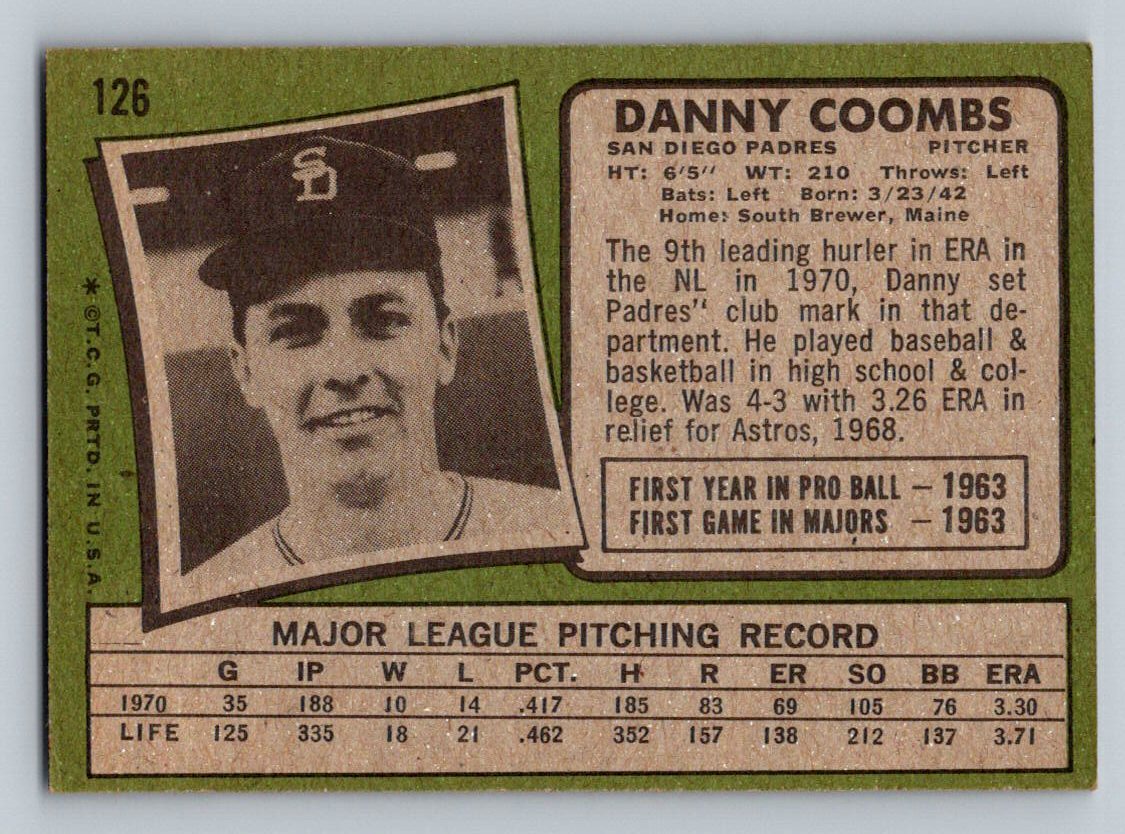 126
SD
* ©T.C.G. PRTD. IN U.S.A.
DANNY COOMBS
SAN DIEGO PADRES PITCHER
HT: 6'5" WT: 210 Throws: Left
Bats: Left Born: 3/23/42
Home: South Brewer, Maine
The 9th leading hurler in ERA in
the NL in 1970, Danny set
Padres" club mark in that de-
partment. He played baseball &
basketball in high school & col-
lege. Was 4-3 with 3.26 ERA in
relief for Astros, 1968.
FIRST YEAR IN PRO BALL — 1963
FIRST GAME IN MAJORS — 1963
MAJOR LEAGUE PITCHING RECORD
G IP W L PCT. H R ER SO BB ERA
1970 35 188 10 14 .417 185 83 69 105 76 3.30
LIFE 125 335 18 21 .462 352 157 138 212 137 3.71